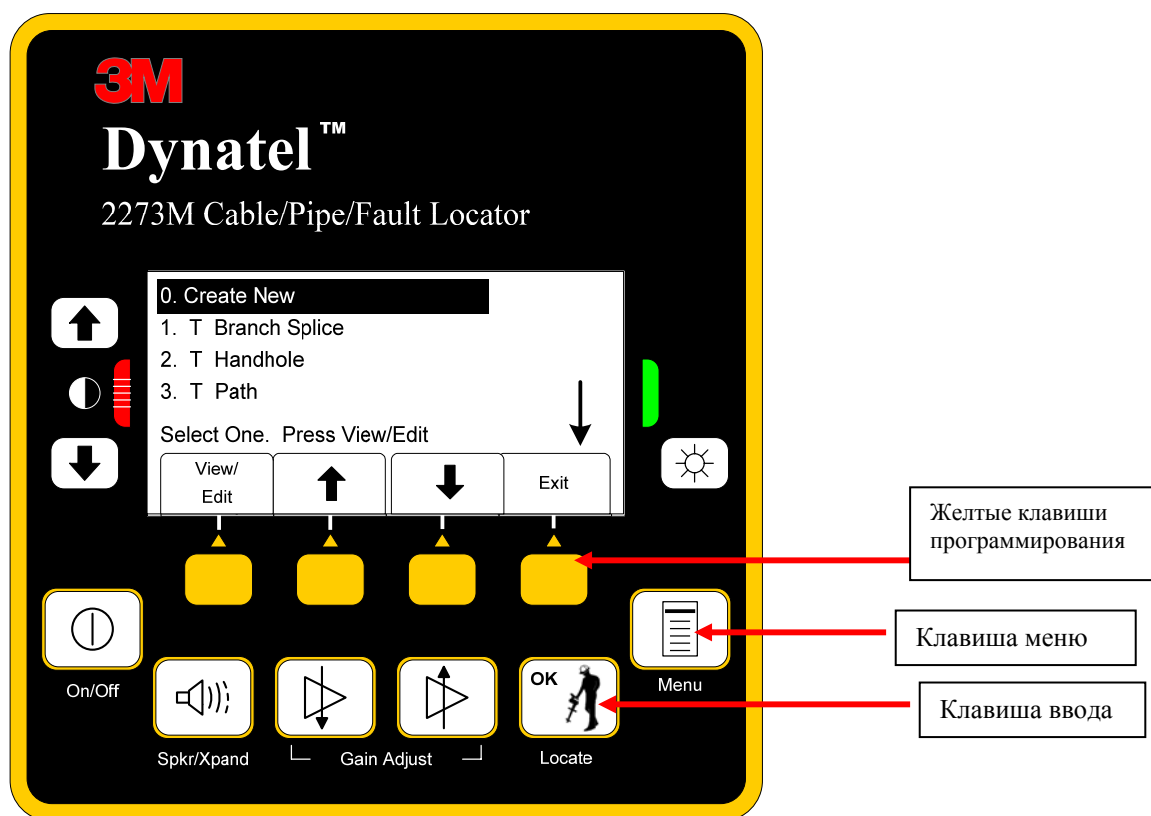 3M
Dynatel™
2273M Cable/Pipe/Fault Locator
0. Create New
1. T Branch Splice
2. T Handhole
3. T Path
Select One. Press View/Edit
View/
Edit
Exit
Желтые клавиши
программирования
Клавиша меню
Клавиша ввода
On/Off
OK
Menu
Spkr/Xpand
Gain Adjust
Locate